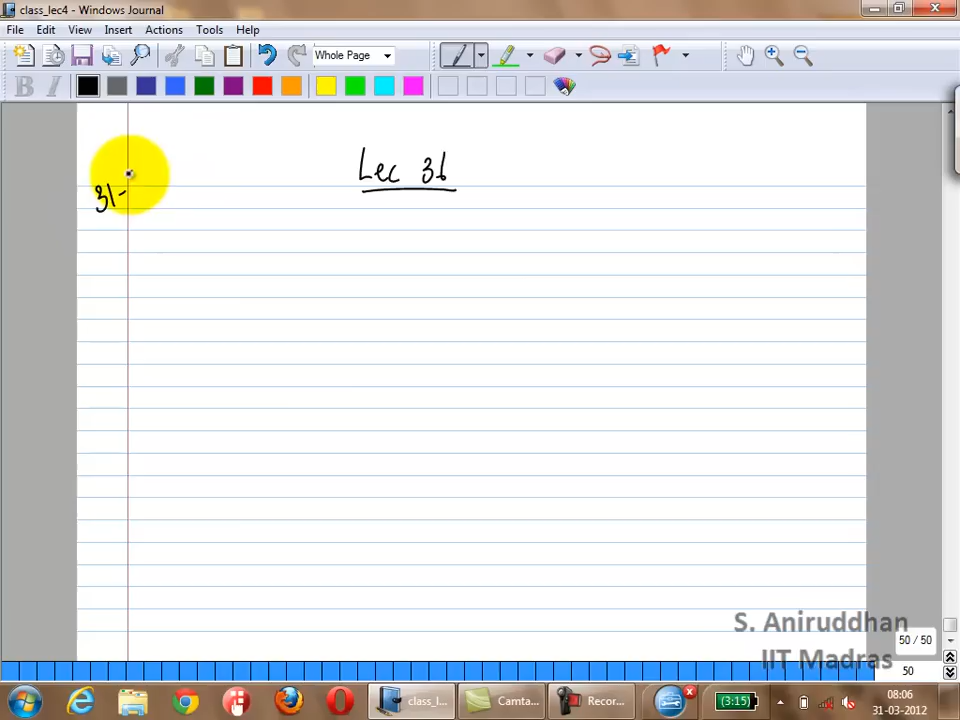 class_lec4 - Windows Journal
File Edit View Insert Actions Tools Help
Whole Page
B I
Lec 36
31-
S. Aniruddhan
50 / 50
IIT Madras
50
class_l... Camta... Recor... (3:15) 08:06
31-03-2012